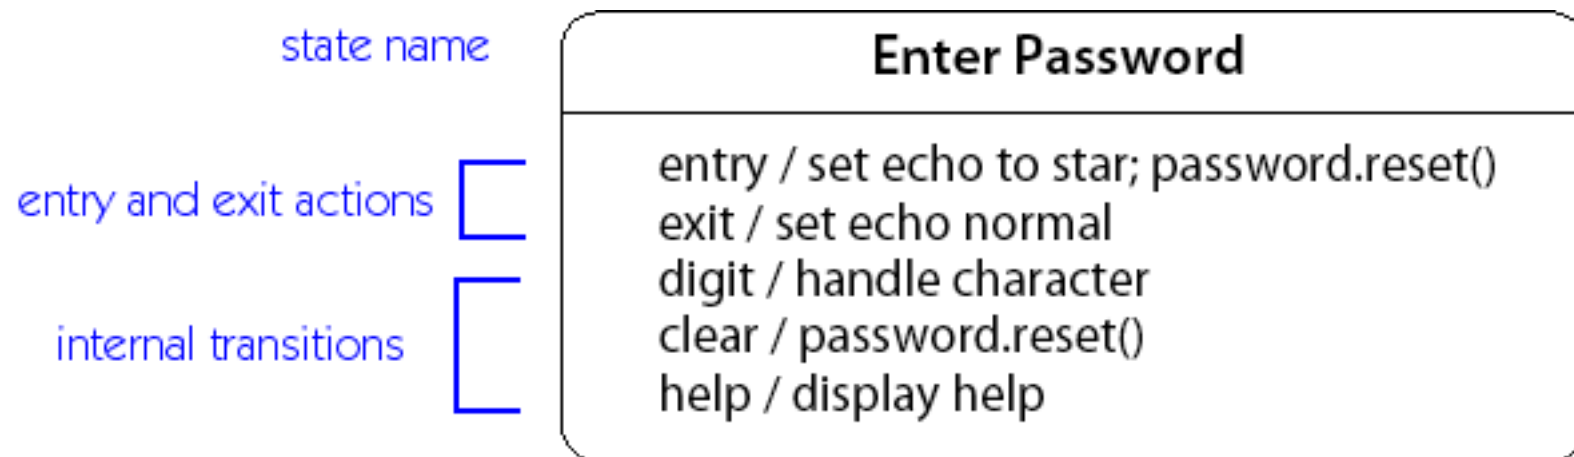 state name
Enter Password
entry and exit actions
entry / set echo to star; password.reset()
exit / set echo normal
internal transitions
digit / handle character
clear / password.reset()
help / display help